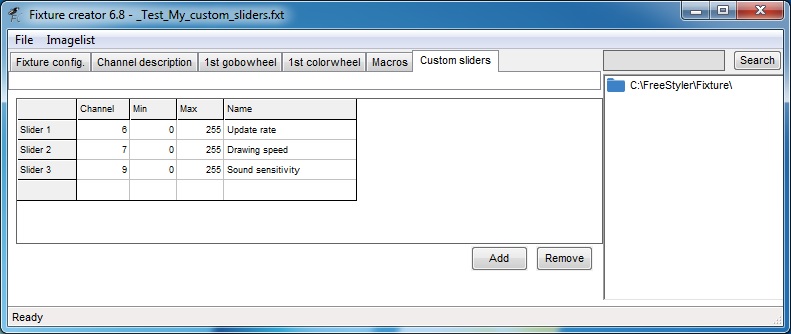 Fixture creator 6.8 - _Test_My_custom_sliders.fxt
File Imagelist
Fixture config. Channel description 1st gobowheel 1st colorwheel Macros Custom sliders Search
C:\FreeStyler\Fixture\
Channel Min Max Name
Slider 1 6 0 255 Update rate
Slider 2 7 0 255 Drawing speed
Slider 3 9 0 255 Sound sensitivity
Add Remove
Ready